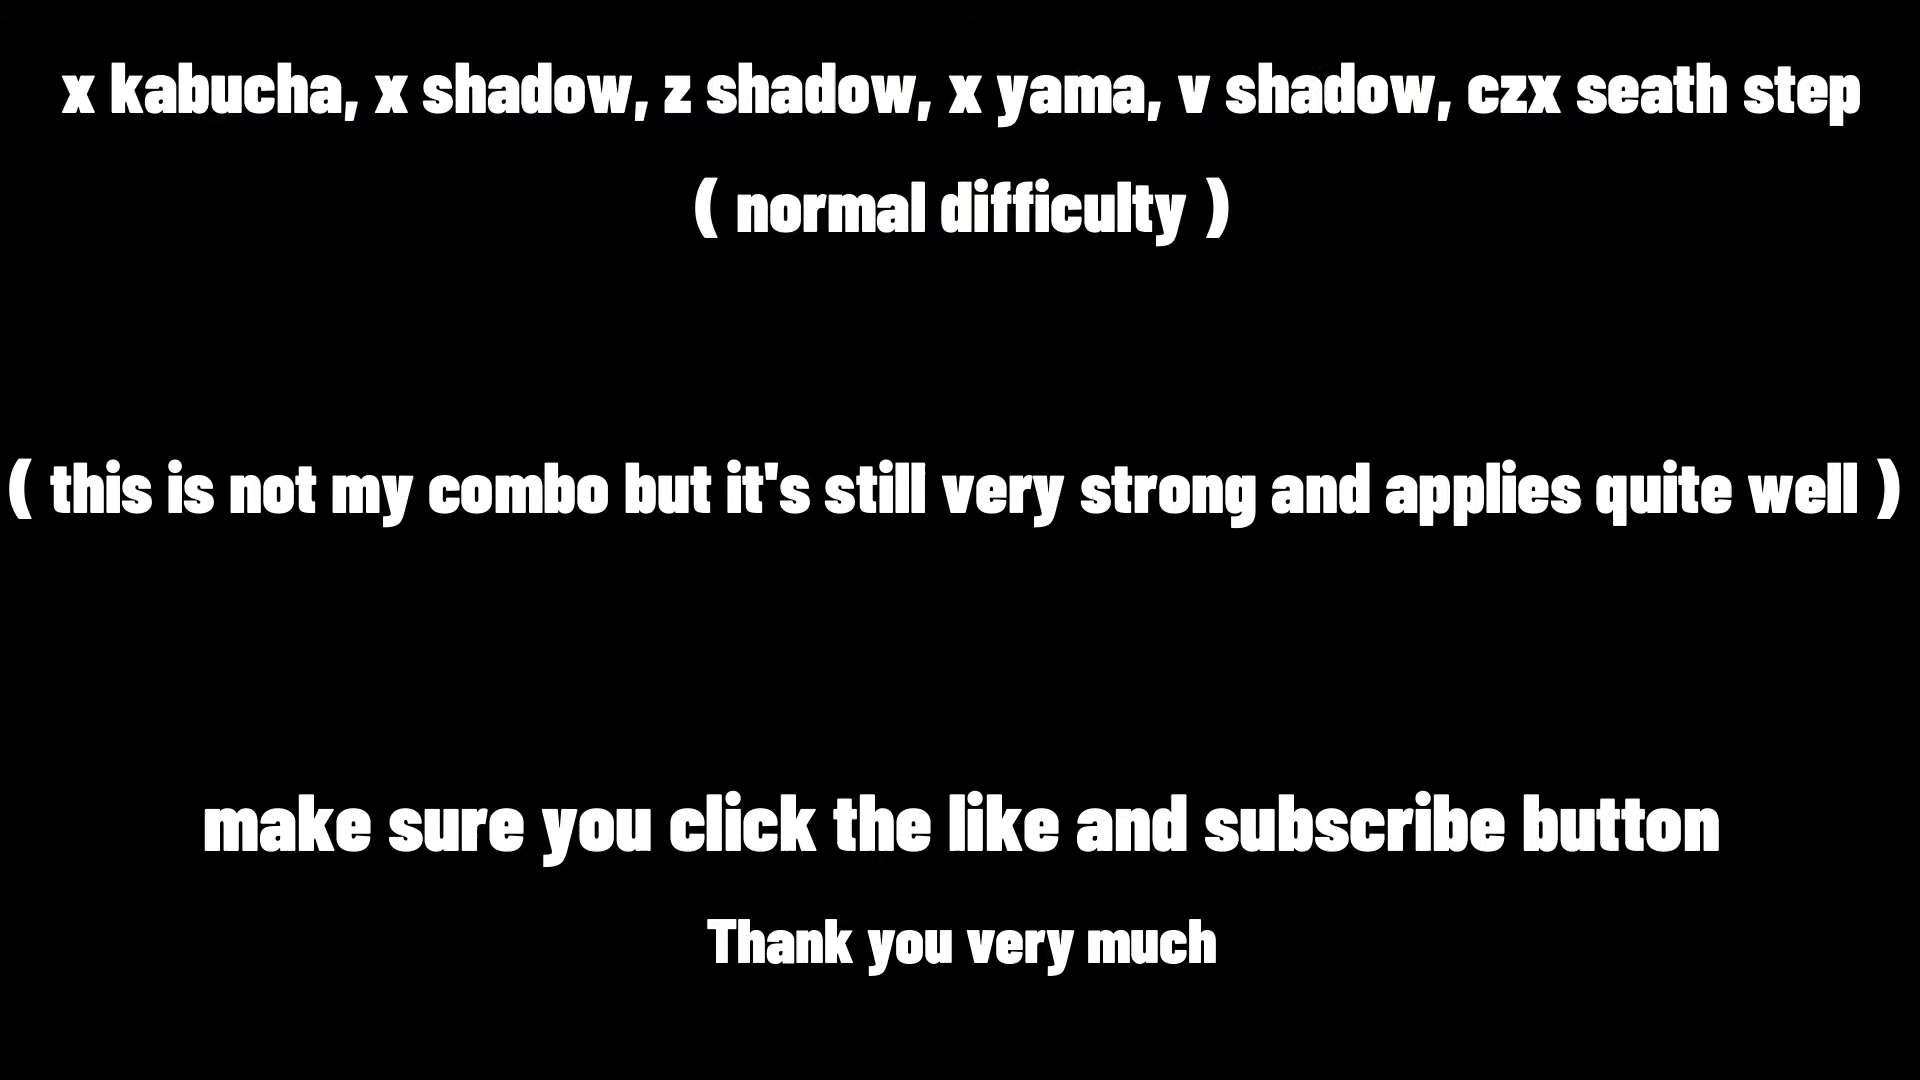 x kabucha, x shadow, z shadow, x yama, v shadow, czx seath step
( normal difficulty )
( this is not my combo but it's still very strong and applies quite well )
make sure you click the like and subscribe button
Thank you very much